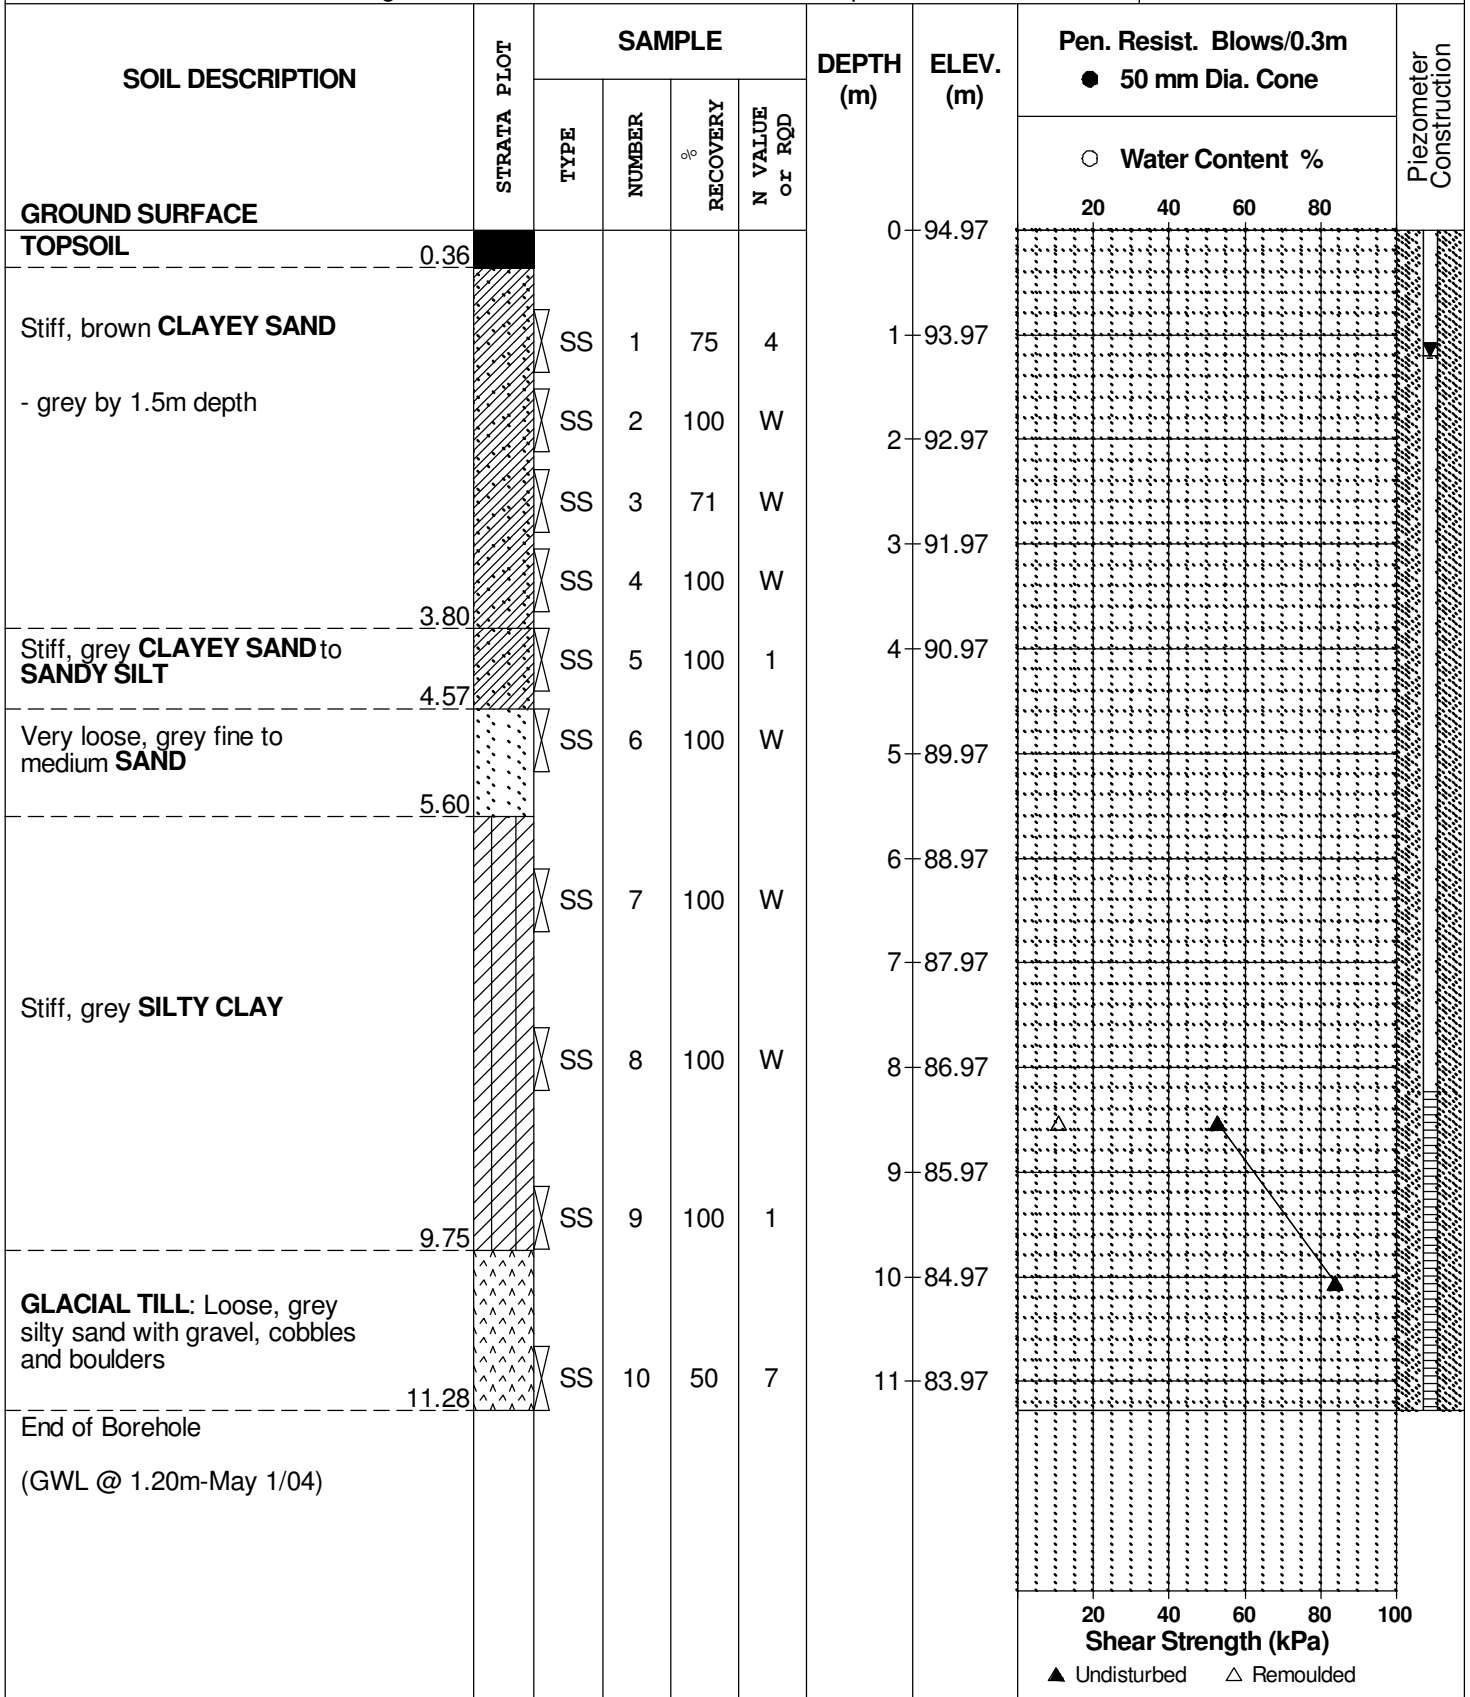 SOIL DESCRIPTION
STRATA PLOT
SAMPLE
TYPE
NUMBER
% RECOVERY
N VALUE or RQD
DEPTH (m)
ELEV. (m)
Pen. Resist. Blows/0.3m
● 50 mm Dia. Cone
○ Water Content %
Piezometer Construction
20 40 60 80
GROUND SURFACE
0 94.97
TOPSOIL
0.36
Stiff, brown CLAYEY SAND
SS 1 75 4
1 93.97
- grey by 1.5m depth
SS 2 100 W
2 92.97
SS 3 71 W
3 91.97
SS 4 100 W
3.80
Stiff, grey CLAYEY SAND to
SANDY SILT
SS 5 100 1
4 90.97
4.57
Very loose, grey fine to
medium SAND
SS 6 100 W
5 89.97
5.60
6 88.97
SS 7 100 W
7 87.97
Stiff, grey SILTY CLAY
SS 8 100 W
8 86.97
9 85.97
SS 9 100 1
9.75
10 84.97
GLACIAL TILL: Loose, grey
silty sand with gravel, cobbles
and boulders
SS 10 50 7
11 83.97
11.28
End of Borehole
(GWL @ 1.20m-May 1/04)
20 40 60 80 100
Shear Strength (kPa)
▲ Undisturbed △ Remoulded